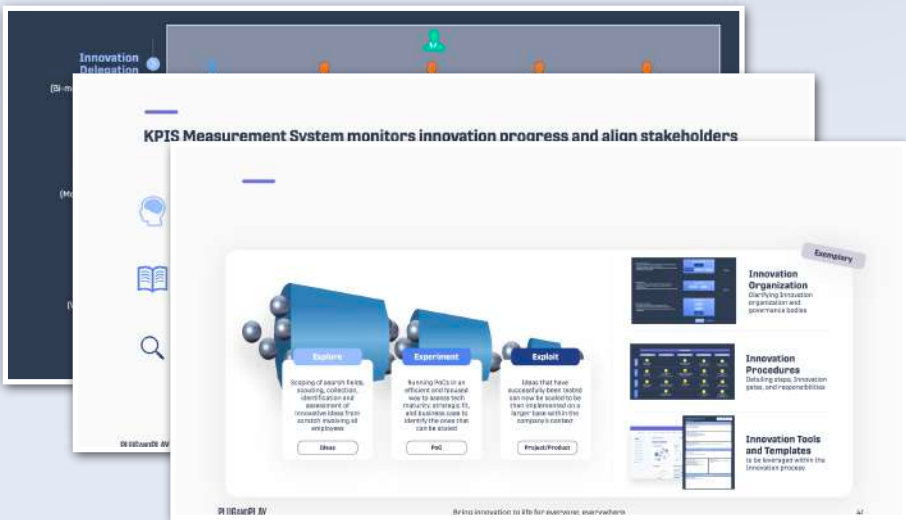 Innovation
Delegation
KPIS Measurement System monitors innovation progress and align stakeholders
Exemplary
Explore
Scoping of search fields,
scouting, collection,
identification and
assessment of
innovative ideas from
scratch involving all
employees
Ideas
Experiment
Running PoCs in an
efficient and focused
way to assess tech
maturity, strategic fit,
and business case to
identify the ones that
can be scaled
PoC
Exploit
Ideas that have
successfully been tested
can now be scaled to be
then implemented on a
larger base within the
company's context
Project/Product
Innovation
Organization
Clarifying Innovation
organization and
governance bodies
Innovation
Procedures
Detailing steps, Innovation
gates, and responsibilities
Innovation Tools
and Templates
to be leveraged within the
Innovation process
PLUGANDPLAY
PLUGANDPLAY
Bring innovation to life for everyone, everywhere